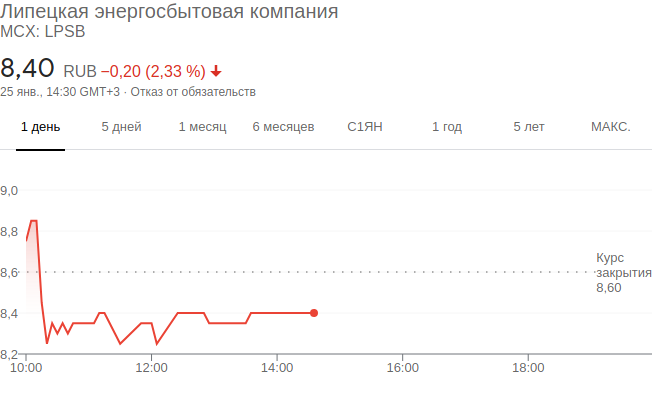 Липецкая энергосбытовая компания
MCX: LPSB
8,40 RUB −0,20 (2,33 %)
25 янв., 14:30 GMT+3 · Отказ от обязательств
1 день 5 дней 1 месяц 6 месяцев С1ЯН 1 год 5 лет МАКС.
9,0
8,8
Курс
8,6 закрытия
8,60
8,4
8,2
10:00 12:00 14:00 16:00 18:00